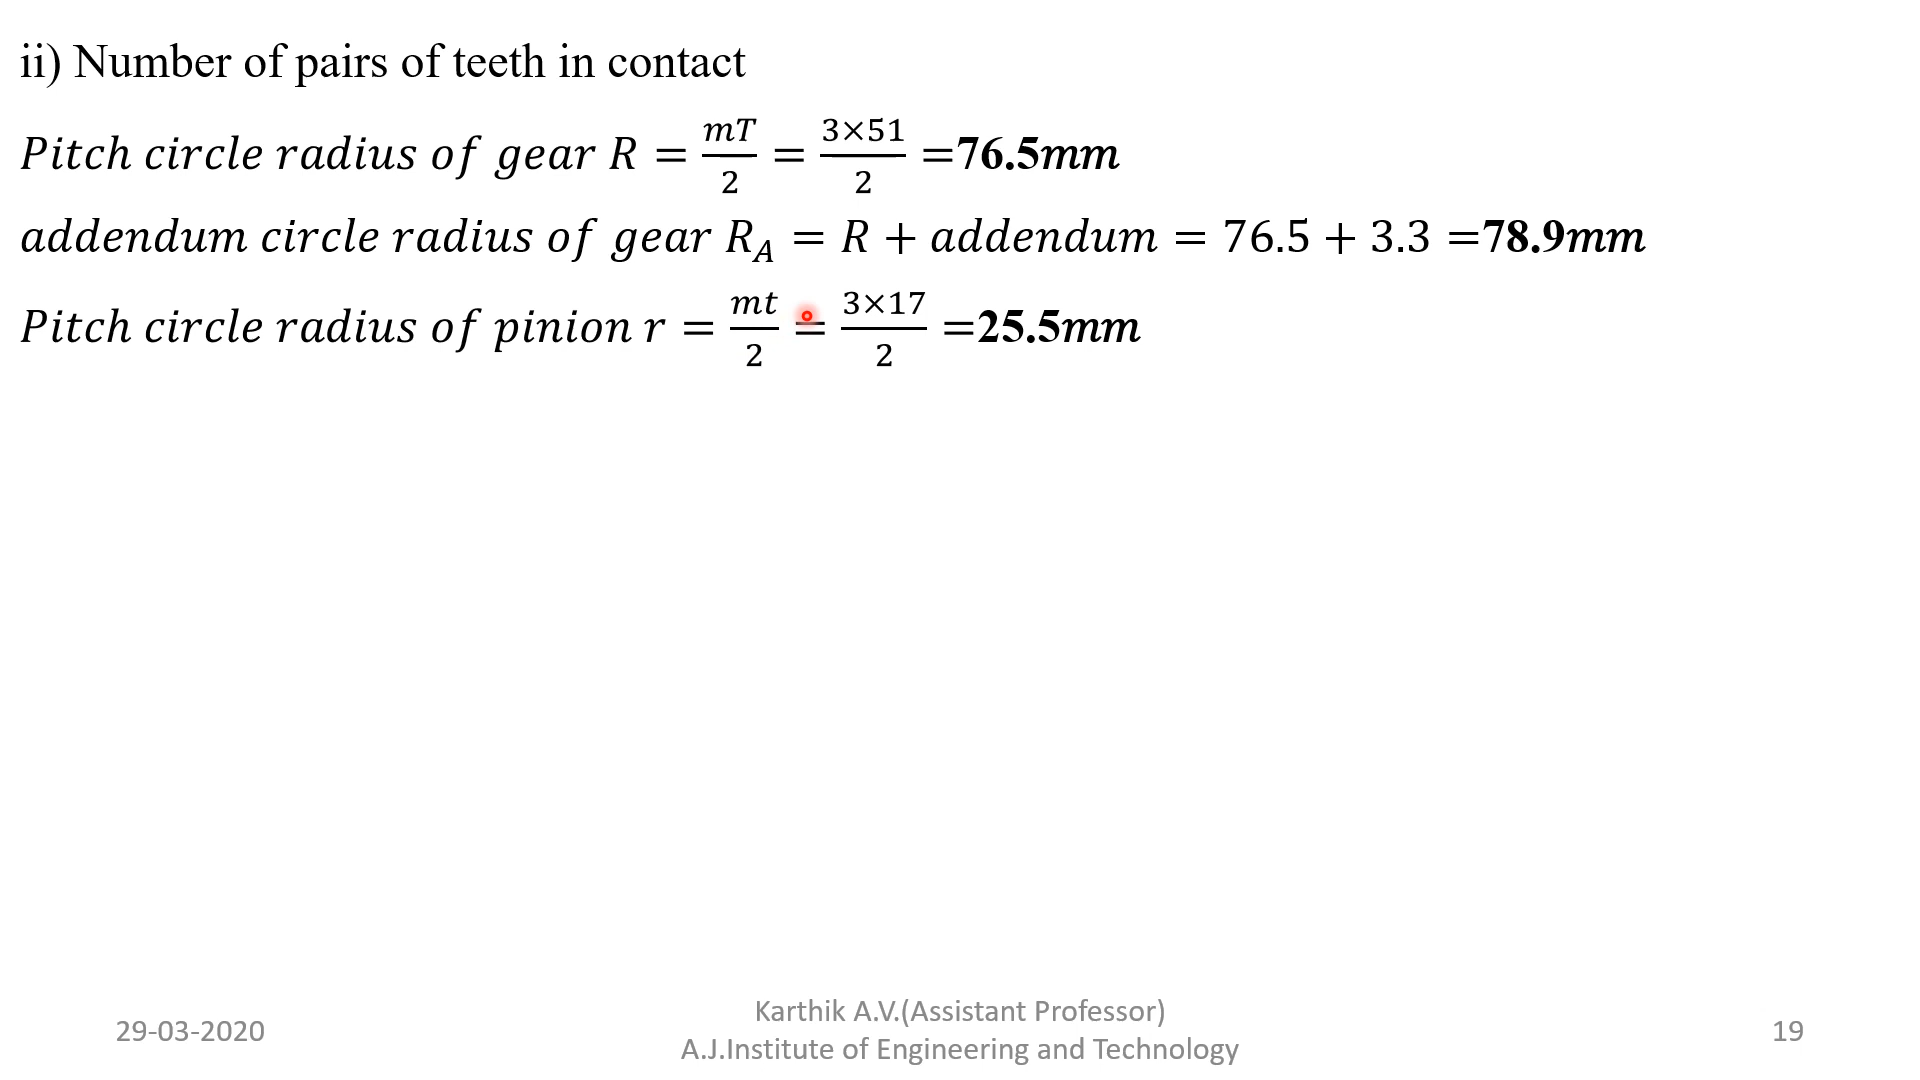 ii) Number of pairs of teeth in contact
Pitch circle radius of gear R = mT/2 = 3×51/2 =76.5mm
addendum circle radius of gear R_A = R + addendum = 76.5 + 3.3 =78.9mm
Pitch circle radius of pinion r = mt/2 = 3×17/2 =25.5mm
29-03-2020
Karthik A.V.(Assistant Professor)
A.J.Institute of Engineering and Technology
19